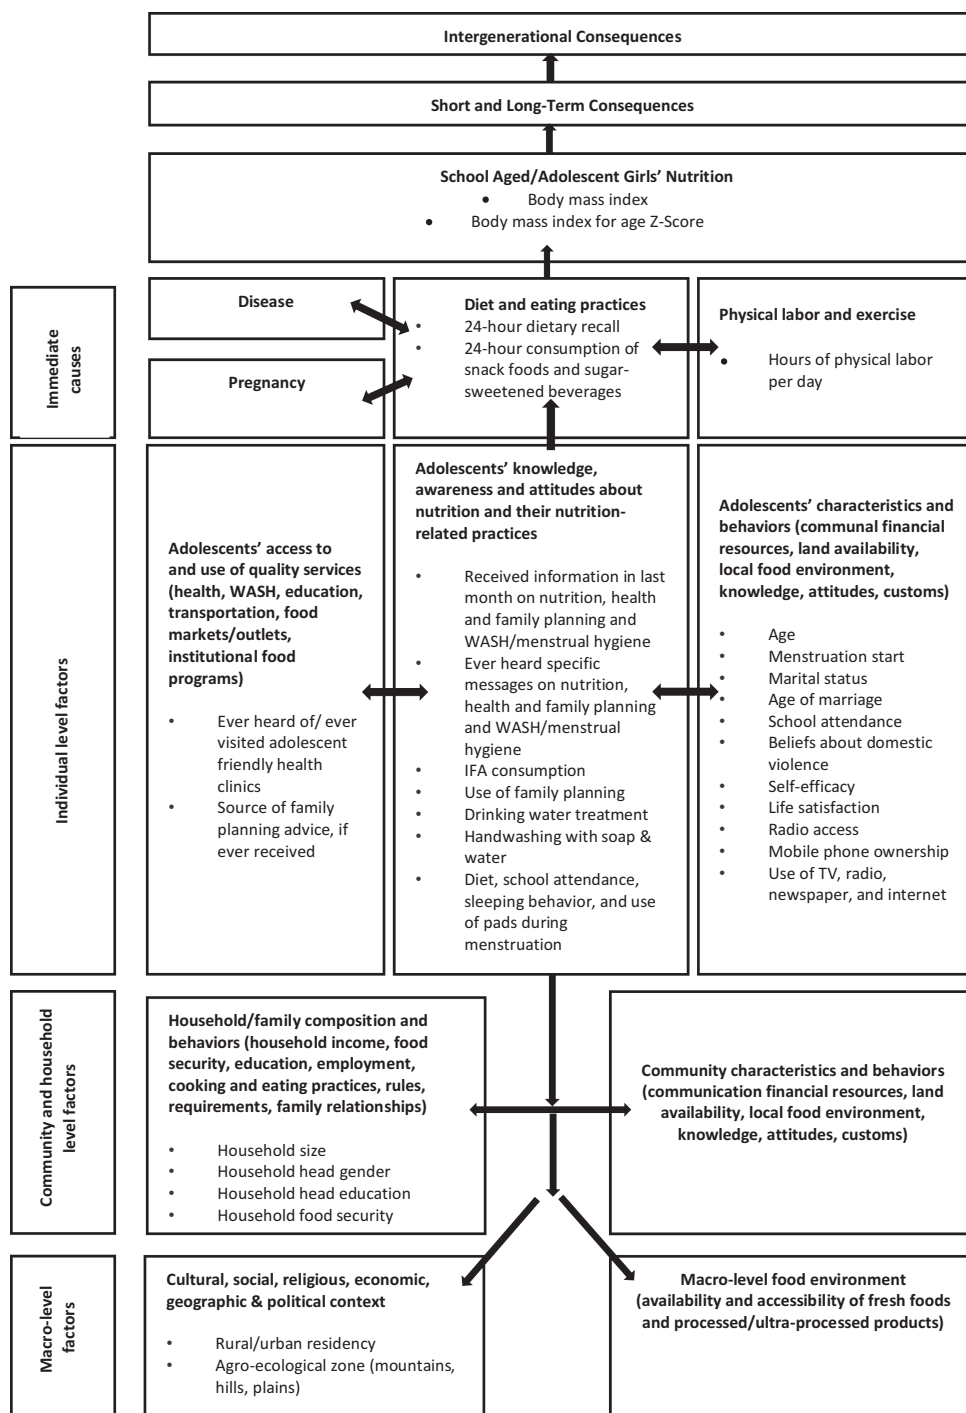 Intergenerational Consequences
Short and Long-Term Consequences
School Aged/Adolescent Girls' Nutrition
• Body mass index
• Body mass index for age Z-Score
Immediate
causes
Disease
Pregnancy
Diet and eating practices
• 24-hour dietary recall
• 24-hour consumption of
snack foods and sugar-
sweetened beverages
Physical labor and exercise
• Hours of physical labor
per day
Individual level factors
Adolescents' access to
and use of quality services
(health, WASH, education,
transportation, food
markets/outlets,
institutional food
programs)
• Ever heard of/ ever
visited adolescent
friendly health
clinics
• Source of family
planning advice, if
ever received
Adolescents' knowledge,
awareness and attitudes about
nutrition and their nutrition-
related practices
• Received information in last
month on nutrition, health
and family planning and
WASH/menstrual hygiene
• Ever heard specific
messages on nutrition,
health and family planning
and WASH/menstrual
hygiene
• IFA consumption
• Use of family planning
• Drinking water treatment
• Handwashing with soap &
water
• Diet, school attendance,
sleeping behavior, and use
of pads during
menstruation
Adolescents' characteristics and
behaviors (communal financial
resources, land availability,
local food environment,
knowledge, attitudes, customs)
• Age
• Menstruation start
• Marital status
• Age of marriage
• School attendance
• Beliefs about domestic
violence
• Self-efficacy
• Life satisfaction
• Radio access
• Mobile phone ownership
• Use of TV, radio,
newspaper, and internet
Community and household
level factors
Household/family composition and
behaviors (household income, food
security, education, employment,
cooking and eating practices, rules,
requirements, family relationships)
• Household size
• Household head gender
• Household head education
• Household food security
Community characteristics and behaviors
(communication financial resources, land
availability, local food environment,
knowledge, attitudes, customs)
Macro-level
factors
Cultural, social, religious, economic,
geographic & political context
• Rural/urban residency
• Agro-ecological zone (mountains,
hills, plains)
Macro-level food environment
(availability and accessibility of fresh foods
and processed/ultra-processed products)